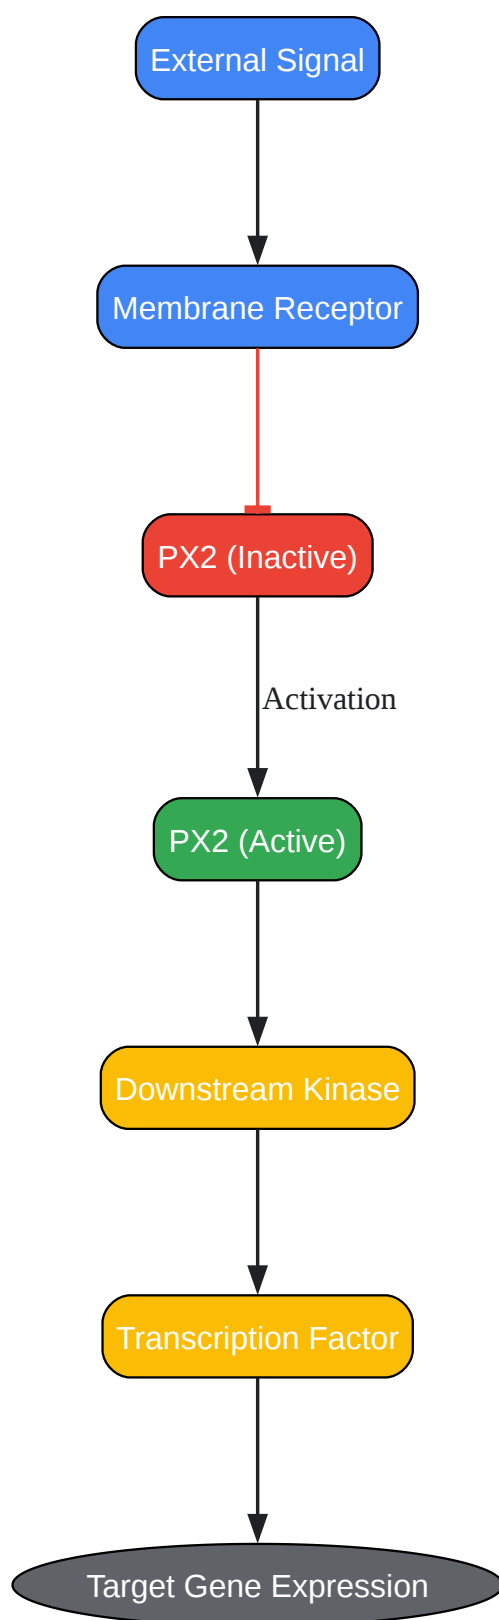 External Signal
Membrane Receptor
PX2 (Inactive)
Activation
PX2 (Active)
Downstream Kinase
Transcription Factor
Target Gene Expression